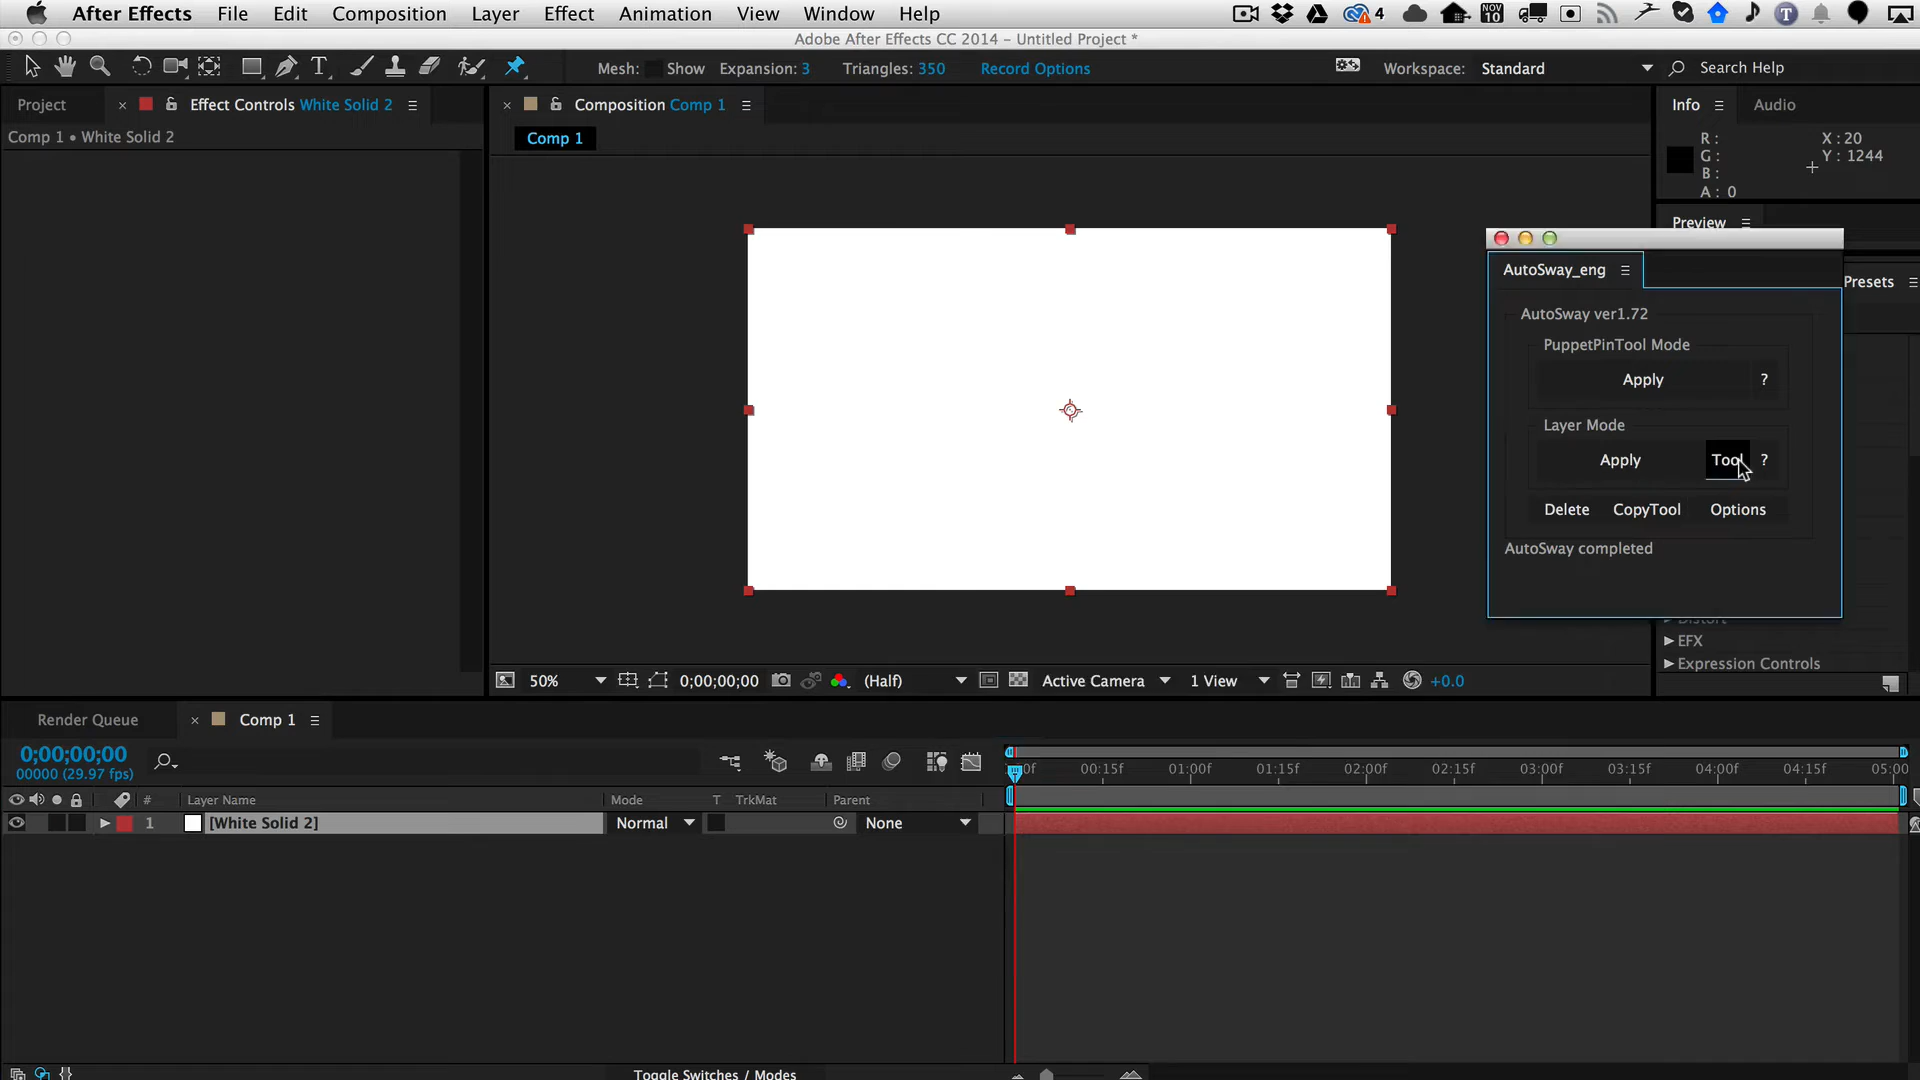 After Effects File Edit Composition Layer Effect Animation View Window Help 4 NOV 10 T
Adobe After Effects CC 2014 – Untitled Project *
Mesh: Show Expansion: 3 Triangles: 350 Record Options Workspace: Standard Search Help
Project Effect Controls White Solid 2 Composition Comp 1 Info Audio
Comp 1 • White Solid 2
Comp 1
R : X : 20
G : Y : 1244
B :
A : 0
Preview
AutoSway_eng
Presets
AutoSway ver1.72
PuppetPinTool Mode
Apply ?
Layer Mode
Apply Tool ?
Delete CopyTool Options
AutoSway completed
Distort
EFX
Expression Controls
50% 0;00;00;00 (Half) Active Camera 1 View +0.0
Render Queue Comp 1
0;00;00;00
00000 (29.97 fps)
00f 00:15f 01:00f 01:15f 02:00f 02:15f 03:00f 03:15f 04:00f 04:15f 05:00
# Layer Name Mode T TrkMat Parent
1 [White Solid 2] Normal None
Toggle Switches / Modes